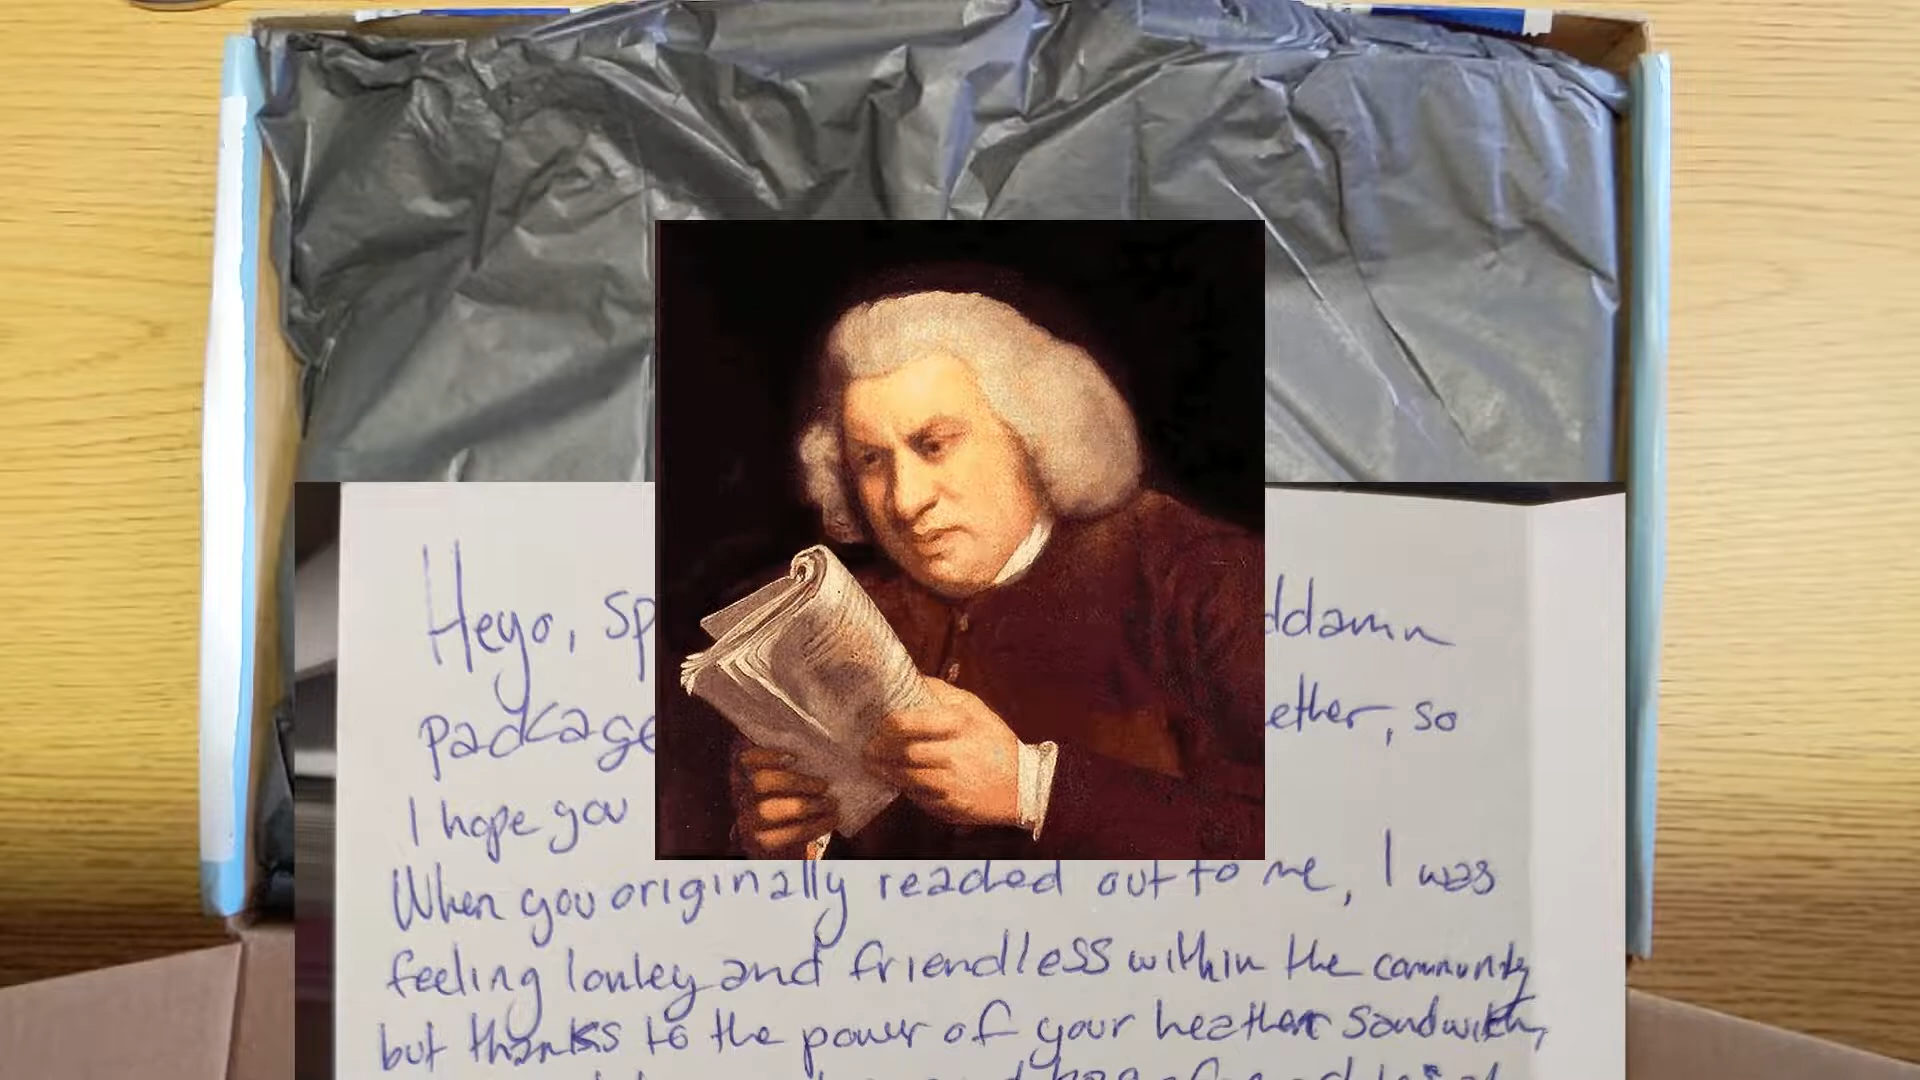 Heyo, sp ddamn
package ether, so
I hope you
When you originally reached out to me, I was
feeling lonley and friendless within the community
but thanks to the power of your heathen sandwich,